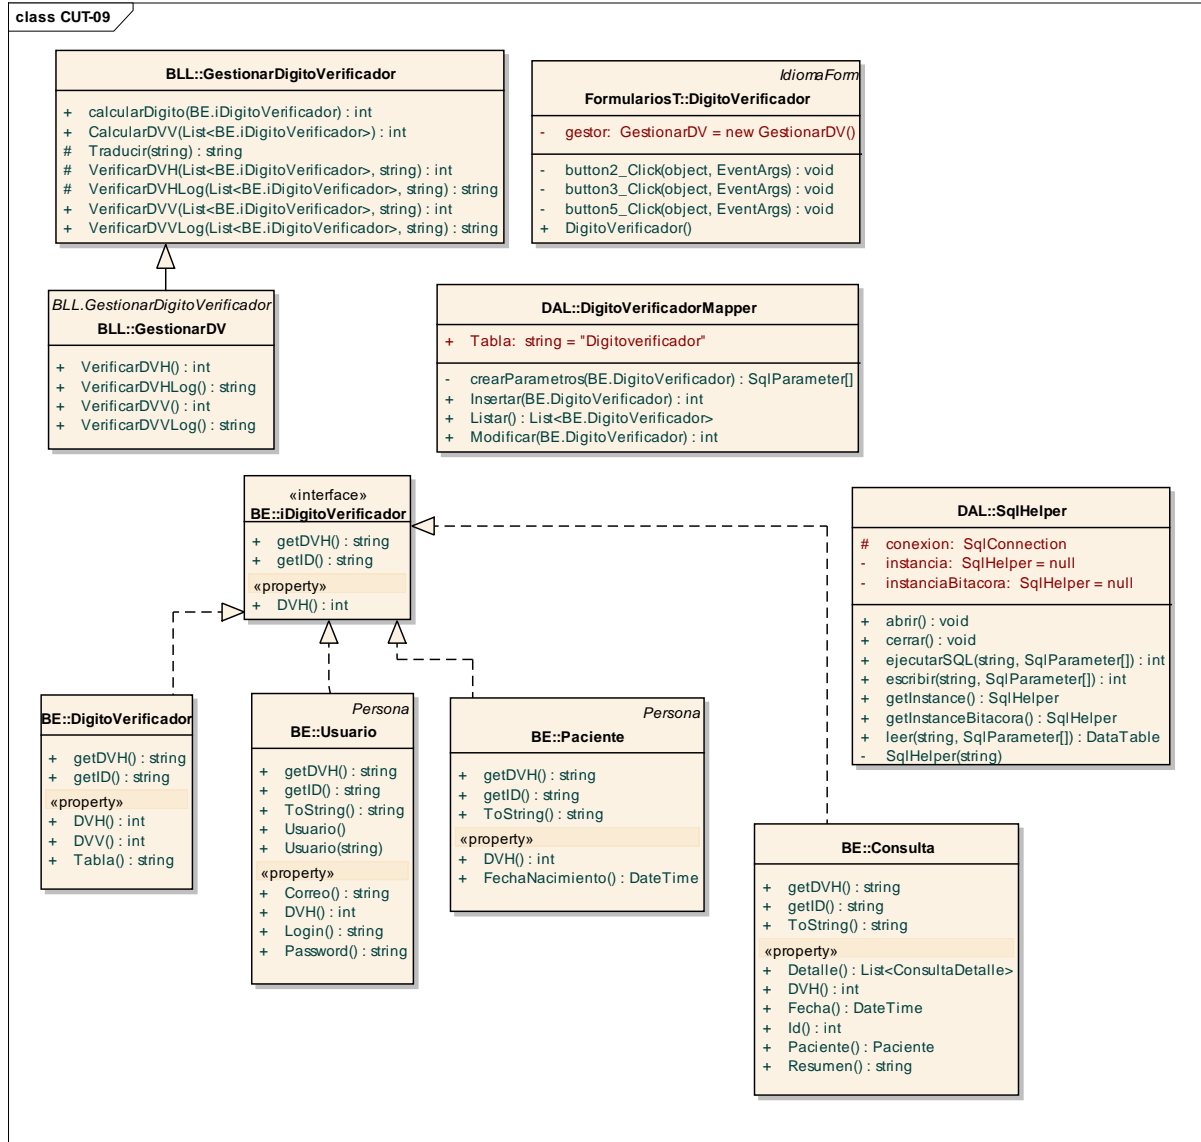 class CUT-09
BLL::GestionarDigitoVerificador
+ calcularDigito(BE.iDigitoVerificador) : int
+ CalcularDVV(List<BE.iDigitoVerificador>) : int
# Traducir(string) : string
# VerificarDVH(List<BE.iDigitoVerificador>, string) : int
# VerificarDVHLog(List<BE.iDigitoVerificador>, string) : string
+ VerificarDVV(List<BE.iDigitoVerificador>, string) : int
+ VerificarDVVLog(List<BE.iDigitoVerificador>, string) : string
IdiomaForm
FormulariosT::DigitoVerificador
- gestor: GestionarDV = new GestionarDV()
- button2_Click(object, EventArgs) : void
- button3_Click(object, EventArgs) : void
- button5_Click(object, EventArgs) : void
+ DigitoVerificador()
BLL.GestionarDigitoVerificador
BLL::GestionarDV
+ VerificarDVH() : int
+ VerificarDVHLog() : string
+ VerificarDVV() : int
+ VerificarDVVLog() : string
DAL::DigitoVerificadorMapper
+ Tabla: string = "Digitoverificador"
- crearParametros(BE.DigitoVerificador) : SqlParameter[]
+ Insertar(BE.DigitoVerificador) : int
+ Listar() : List<BE.DigitoVerificador>
+ Modificar(BE.DigitoVerificador) : int
«interface»
BE::iDigitoVerificador
+ getDVH() : string
+ getID() : string
«property»
+ DVH() : int
DAL::SqlHelper
# conexion: SqlConnection
- instancia: SqlHelper = null
- instanciaBitacora: SqlHelper = null
+ abrir() : void
+ cerrar() : void
+ ejecutarSQL(string, SqlParameter[]) : int
+ escribir(string, SqlParameter[]) : int
+ getInstance() : SqlHelper
+ getInstanceBitacora() : SqlHelper
+ leer(string, SqlParameter[]) : DataTable
- SqlHelper(string)
BE::DigitoVerificador
+ getDVH() : string
+ getID() : string
«property»
+ DVH() : int
+ DVV() : int
+ Tabla() : string
Persona
BE::Usuario
+ getDVH() : string
+ getID() : string
+ ToString() : string
+ Usuario()
+ Usuario(string)
«property»
+ Correo() : string
+ DVH() : int
+ Login() : string
+ Password() : string
Persona
BE::Paciente
+ getDVH() : string
+ getID() : string
+ ToString() : string
«property»
+ DVH() : int
+ FechaNacimiento() : DateTime
BE::Consulta
+ getDVH() : string
+ getID() : string
+ ToString() : string
«property»
+ Detalle() : List<ConsultaDetalle>
+ DVH() : int
+ Fecha() : DateTime
+ Id() : int
+ Paciente() : Paciente
+ Resumen() : string